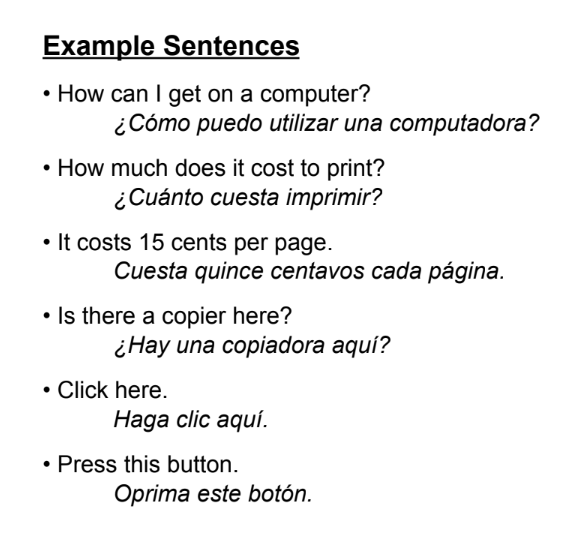 Example Sentences
• How can I get on a computer?
¿Cómo puedo utilizar una computadora?
• How much does it cost to print?
¿Cuánto cuesta imprimir?
• It costs 15 cents per page.
Cuesta quince centavos cada página.
• Is there a copier here?
¿Hay una copiadora aquí?
• Click here.
Haga clic aquí.
• Press this button.
Oprima este botón.